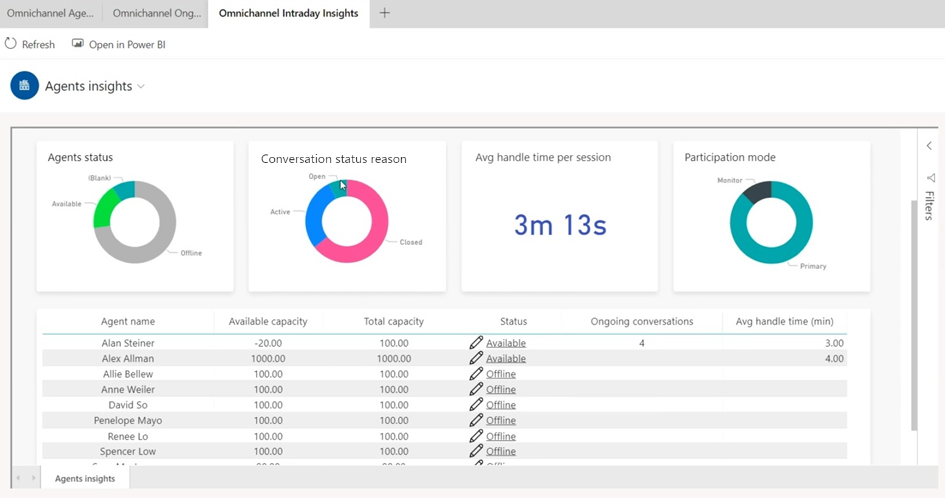 Omnichannel Age...
Omnichannel Ong...
Omnichannel Intraday Insights
Refresh
Open in Power BI
Agents insights
Agents status
(Blank)
Available
Offline
Conversation status reason
Open
Active
Closed
Avg handle time per session
3m 13s
Participation mode
Monitor
Primary
Filters
Agent name Available capacity Total capacity Status Ongoing conversations Avg handle time (min)
Alan Steiner -20.00 100.00 Available 4 3.00
Alex Allman 1000.00 1000.00 Available 4.00
Allie Bellew 100.00 100.00 Offline
Anne Weiler 100.00 100.00 Offline
David So 100.00 100.00 Offline
Penelope Mayo 100.00 100.00 Offline
Renee Lo 100.00 100.00 Offline
Spencer Low 100.00 100.00 Offline
Agents insights